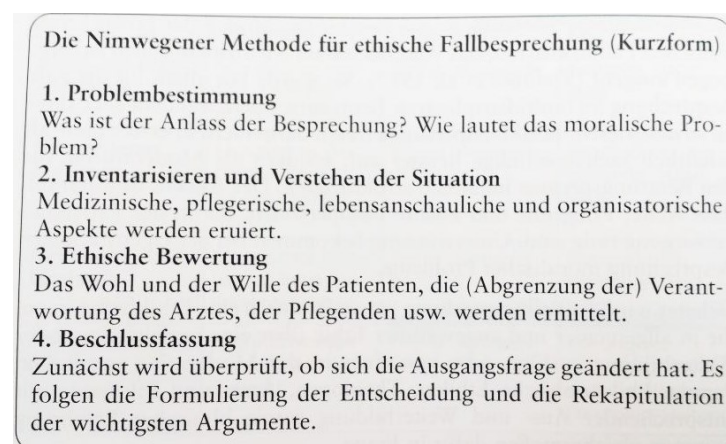 Die Nimwegener Methode für ethische Fallbesprechung (Kurzform)
1. Problembestimmung
Was ist der Anlass der Besprechung? Wie lautet das moralische Pro-
blem?
2. Inventarisieren und Verstehen der Situation
Medizinische, pflegerische, lebensanschauliche und organisatorische
Aspekte werden eruiert.
3. Ethische Bewertung
Das Wohl und der Wille des Patienten, die (Abgrenzung der) Verant-
wortung des Arztes, der Pflegenden usw. werden ermittelt.
4. Beschlussfassung
Zunächst wird überprüft, ob sich die Ausgangsfrage geändert hat. Es
folgen die Formulierung der Entscheidung und die Rekapitulation
der wichtigsten Argumente.